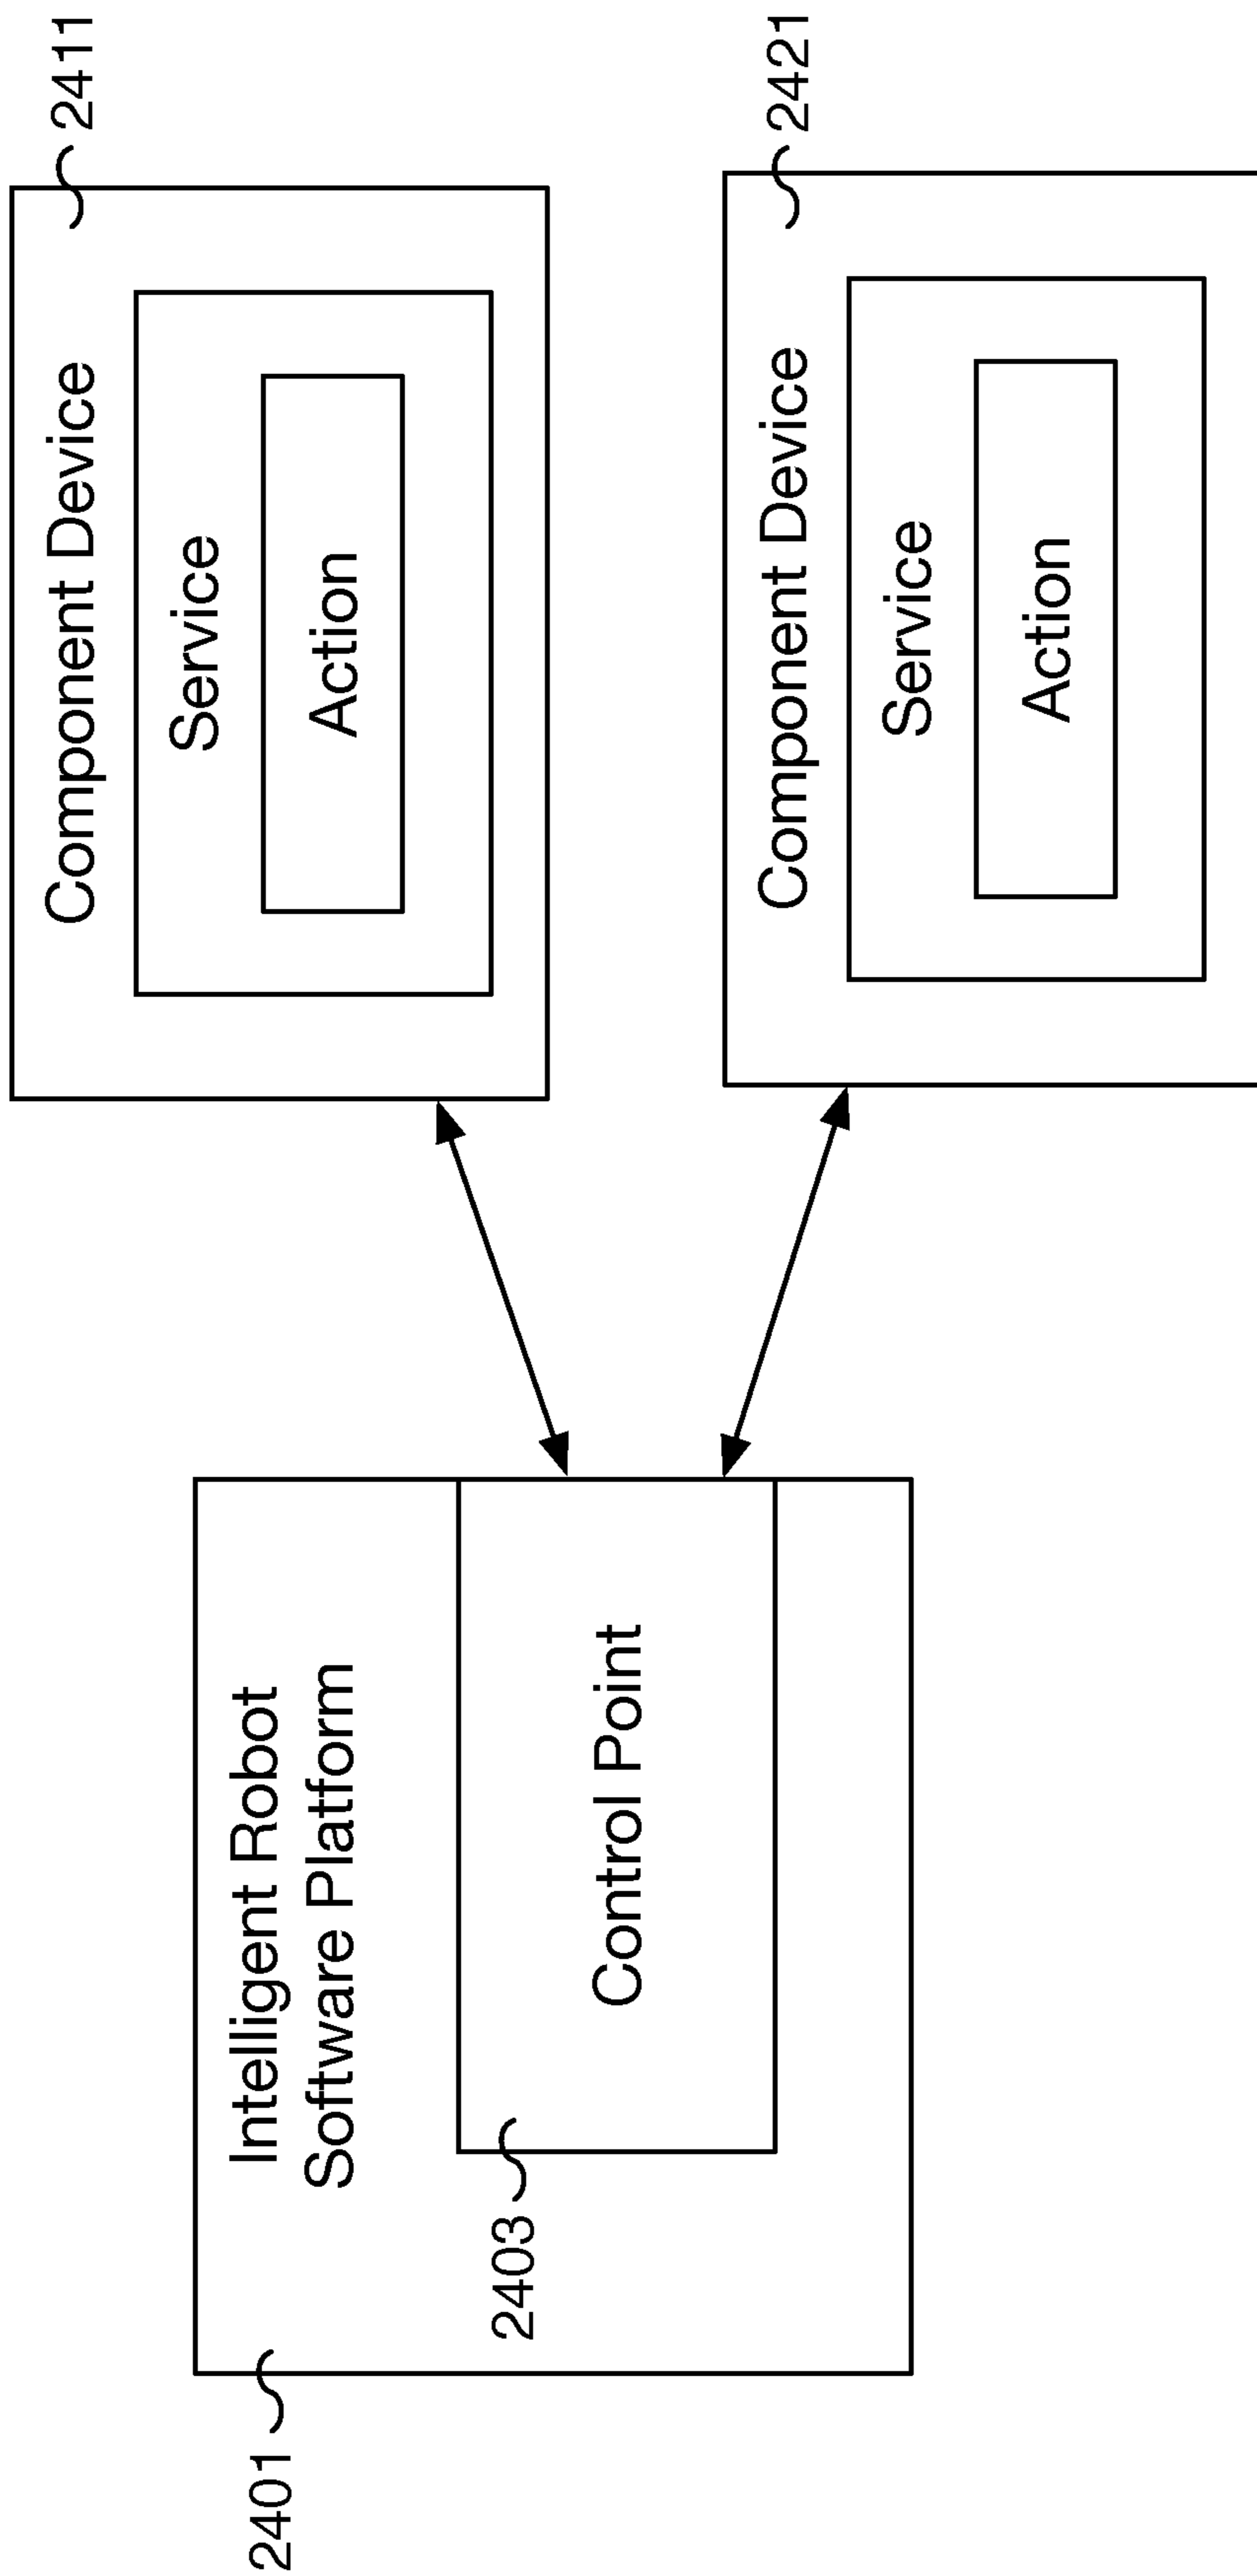 2401
Intelligent Robot
Software Platform
2403
Control Point
2411
Component Device
Service
Action
2421
Component Device
Service
Action